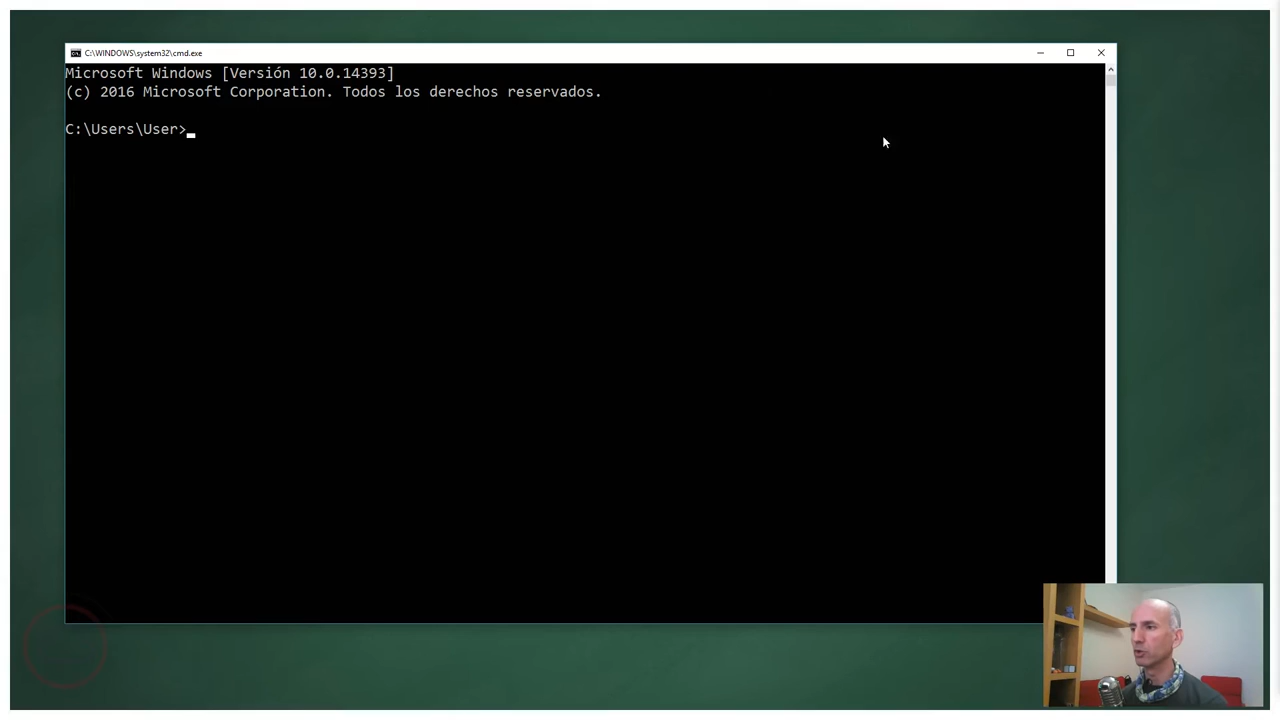 C:\WINDOWS\system32\cmd.exe
Microsoft Windows [Versión 10.0.14393]
(c) 2016 Microsoft Corporation. Todos los derechos reservados.
C:\Users\User>